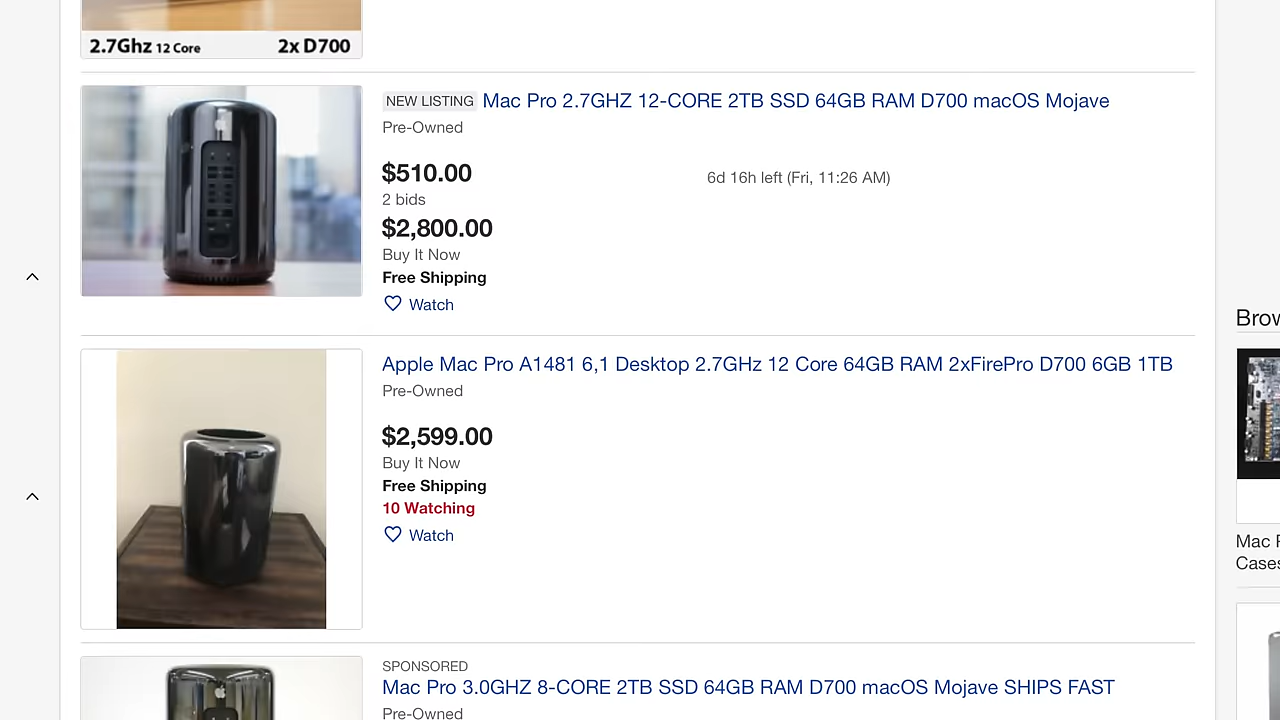 2.7Ghz 12 Core 2x D700
NEW LISTING Mac Pro 2.7GHZ 12-CORE 2TB SSD 64GB RAM D700 macOS Mojave
Pre-Owned
$510.00
6d 16h left (Fri, 11:26 AM)
2 bids
$2,800.00
Buy It Now
Free Shipping
Watch
Apple Mac Pro A1481 6,1 Desktop 2.7GHz 12 Core 64GB RAM 2xFirePro D700 6GB 1TB
Pre-Owned
$2,599.00
Buy It Now
Free Shipping
10 Watching
Watch
SPONSORED
Mac Pro 3.0GHZ 8-CORE 2TB SSD 64GB RAM D700 macOS Mojave SHIPS FAST
Pre-Owned
Brow
Mac P
Cases